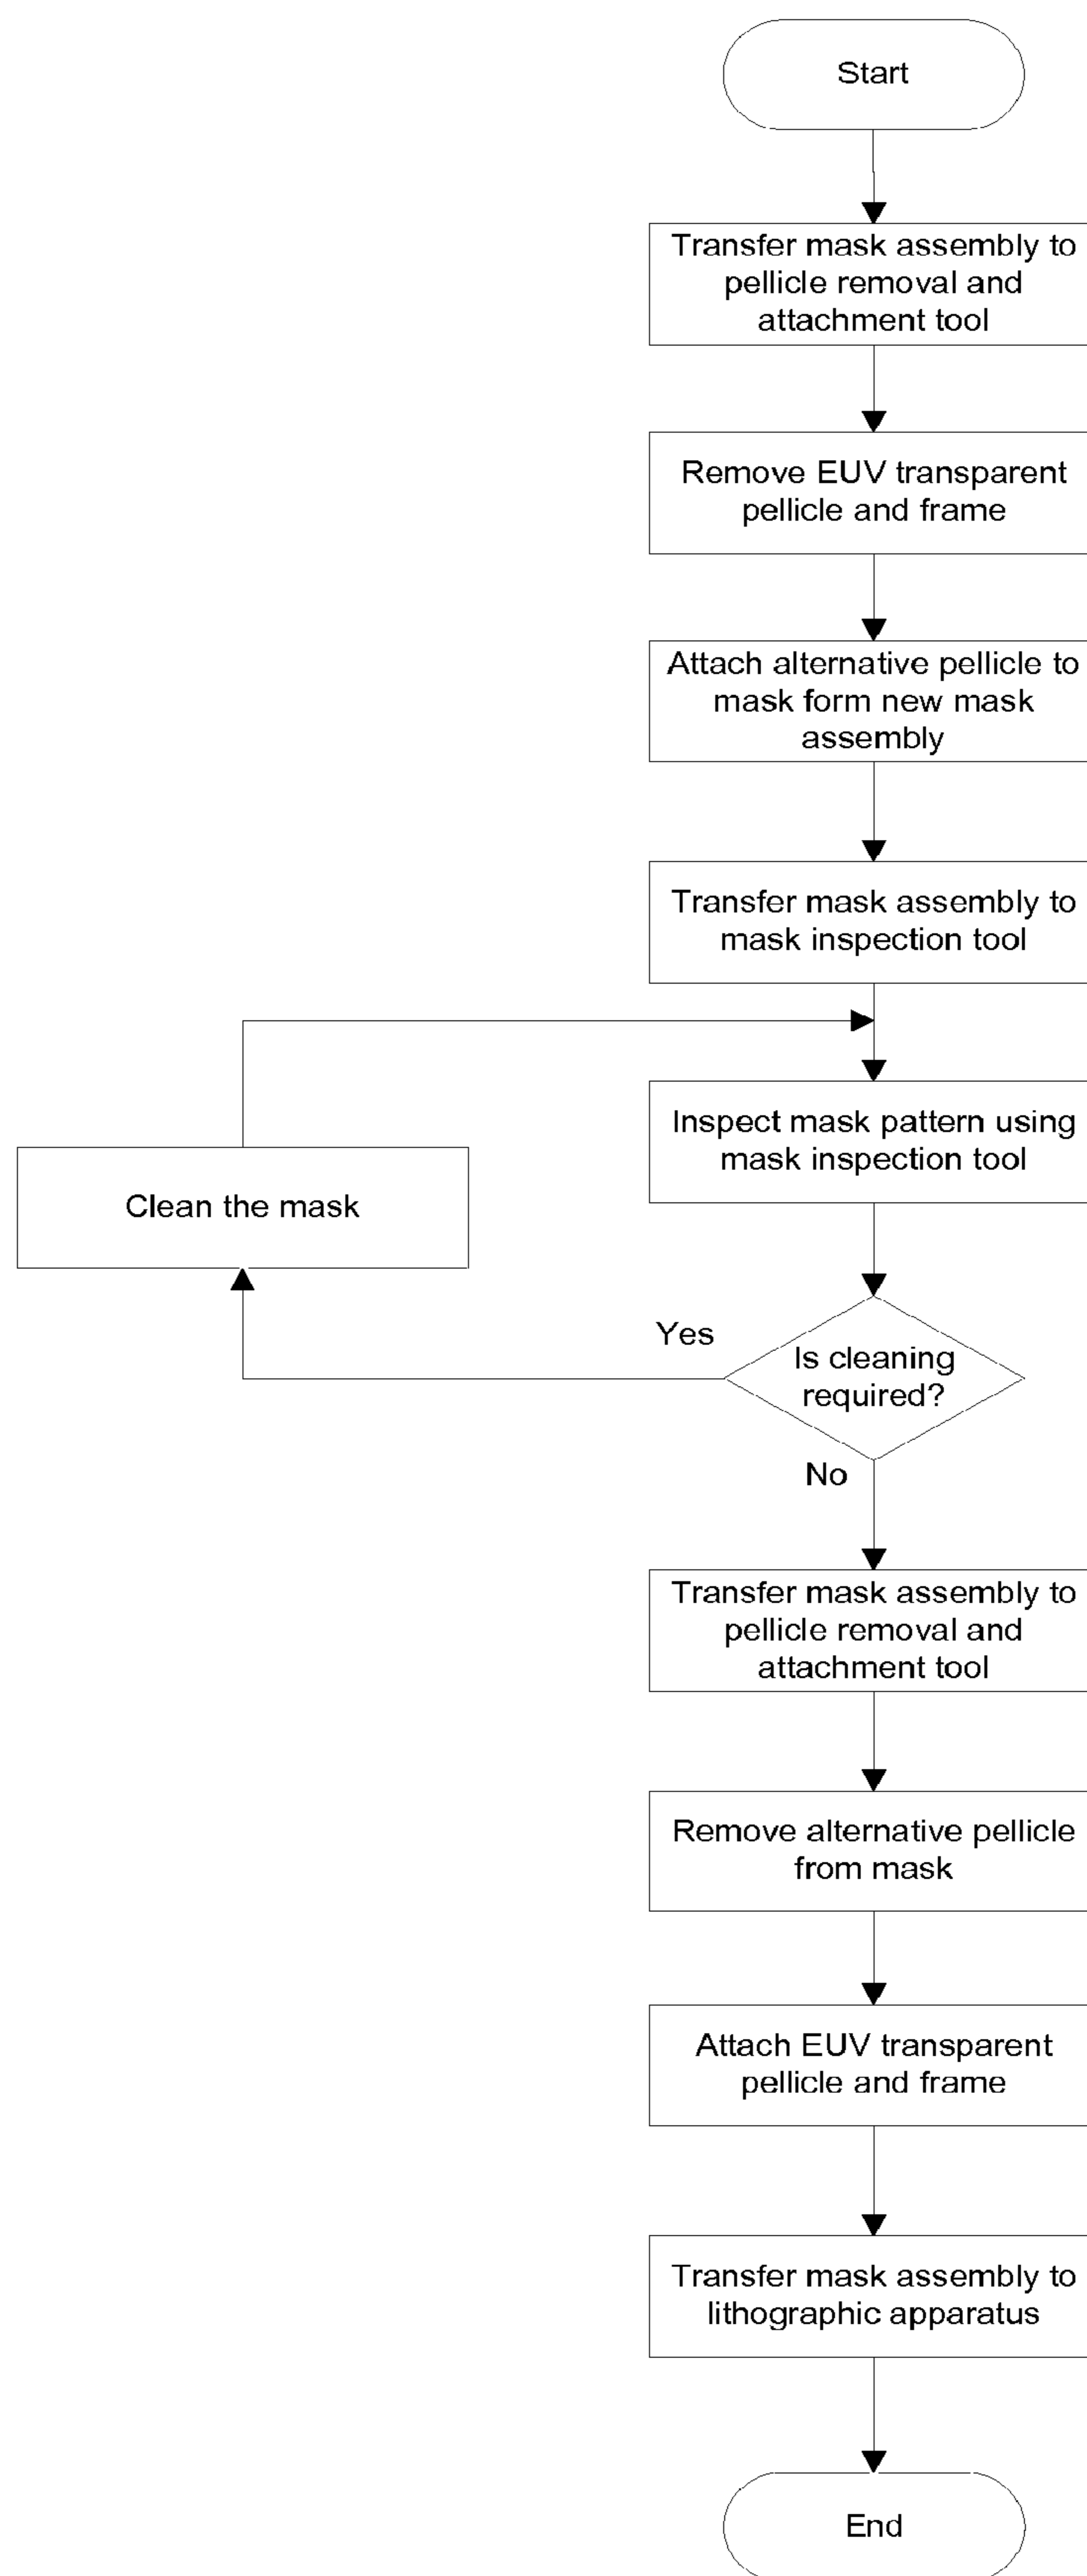 Start
Transfer mask assembly to
pellicle removal and
attachment tool
Remove EUV transparent
pellicle and frame
Attach alternative pellicle to
mask form new mask
assembly
Transfer mask assembly to
mask inspection tool
Inspect mask pattern using
mask inspection tool
Clean the mask
Yes
Is cleaning
required?
No
Transfer mask assembly to
pellicle removal and
attachment tool
Remove alternative pellicle
from mask
Attach EUV transparent
pellicle and frame
Transfer mask assembly to
lithographic apparatus
End